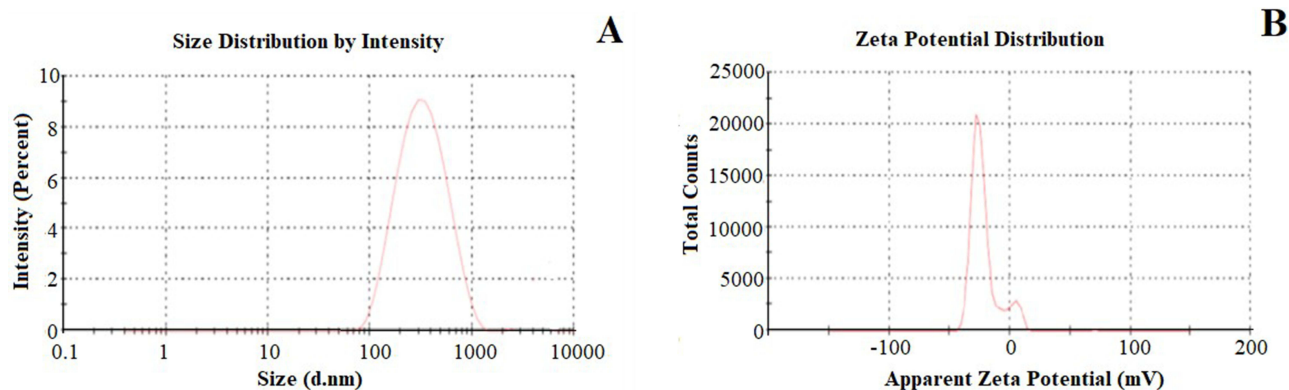 A
Size Distribution by Intensity
Intensity (Percent)
10
8
6
4
2
0
0.1 1 10 100 1000 10000
Size (d.nm)
B
Zeta Potential Distribution
Total Counts
25000
20000
15000
10000
5000
0
-100 0 100 200
Apparent Zeta Potential (mV)